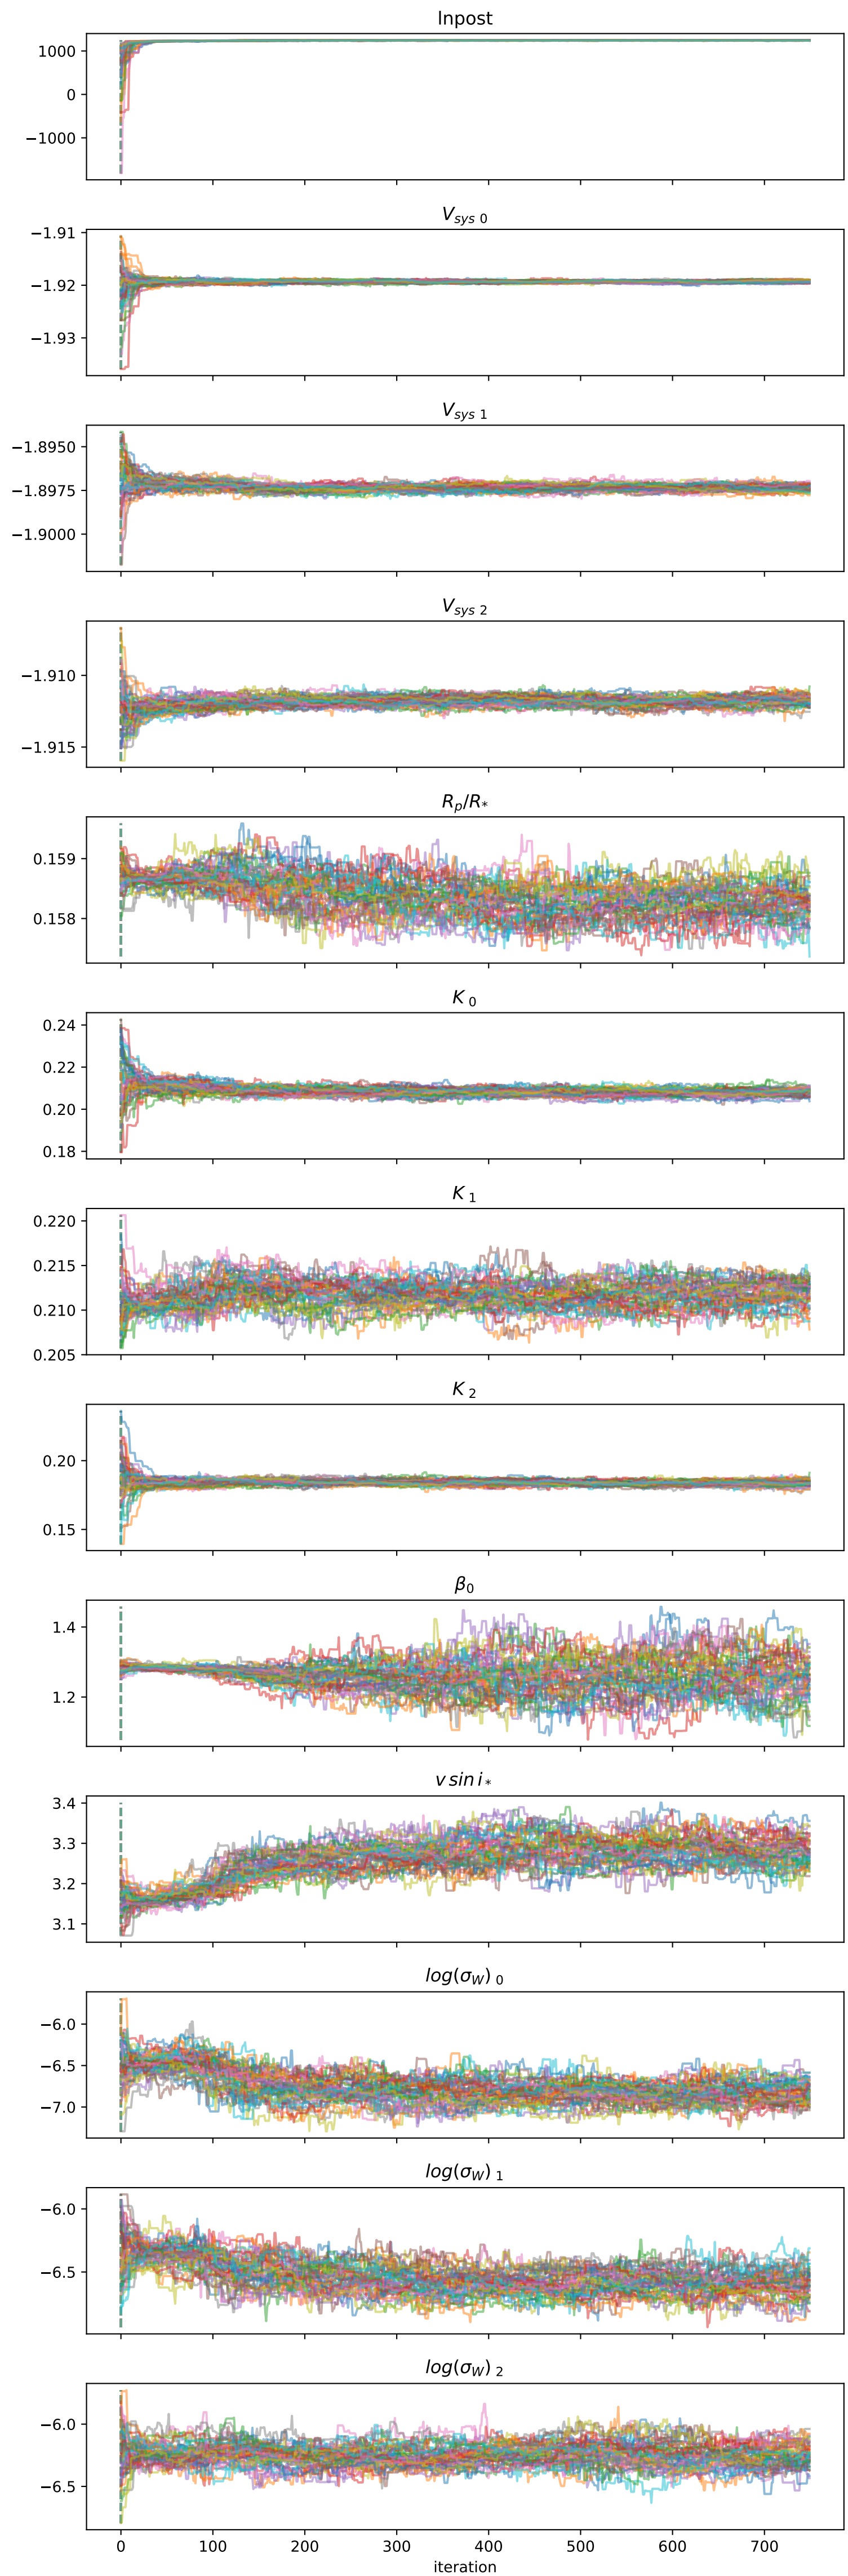 lnpost
1000
0
−1000
V_sys 0
−1.91
−1.92
−1.93
V_sys 1
−1.8950
−1.8975
−1.9000
V_sys 2
−1.910
−1.915
R_p/R_*
0.159
0.158
K 0
0.24
0.22
0.20
0.18
K 1
0.220
0.215
0.210
0.205
K 2
0.20
0.15
β_0
1.4
1.2
v sin i_*
3.4
3.3
3.2
3.1
log(σ_W) 0
−6.0
−6.5
−7.0
log(σ_W) 1
−6.0
−6.5
log(σ_W) 2
−6.0
−6.5
0 100 200 300 400 500 600 700
iteration